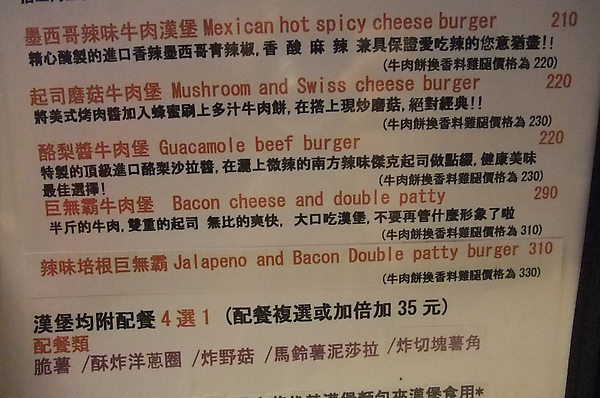 墨西哥辣味牛肉漢堡 Mexican hot spicy cheese burger 210
精心醃製的進口香辣墨西哥青辣椒,香 酸 麻 辣 兼具保證愛吃辣的您意猶盡!!
(牛肉餅換香料雞腿價格為 220)
起司磨菇牛肉堡 Mushroom and Swiss cheese burger 220
將美式烤肉醬加入蜂蜜刷上多汁牛肉餅,在搭上現炒磨菇,絕對經典!!
(牛肉餅換香料雞腿價格為 230)
酪梨醬牛肉堡 Guacamole beef burger 220
特製的頂級進口酪梨沙拉醬,在灑上微辣的南方辣味傑克起司做點綴,健康美味
最佳選擇! (牛肉餅換香料雞腿價格為 230)
巨無霸牛肉堡 Bacon cheese and double patty 290
半斤的牛肉,雙重的起司 無比的爽快, 大口吃漢堡,不要再管什麼形象了啦
(牛肉餅換香料雞腿價格為 310)
辣味培根巨無霸 Jalapeno and Bacon Double patty burger 310
(牛肉餅換香料雞腿價格為 330)
漢堡均附配餐 4 選 1 (配餐複選或加倍加 35 元)
配餐類
脆薯 /酥炸洋蔥圈 /炸野菇 /馬鈴薯泥莎拉 /炸切塊薯角
漢堡麵包來漢堡食用*